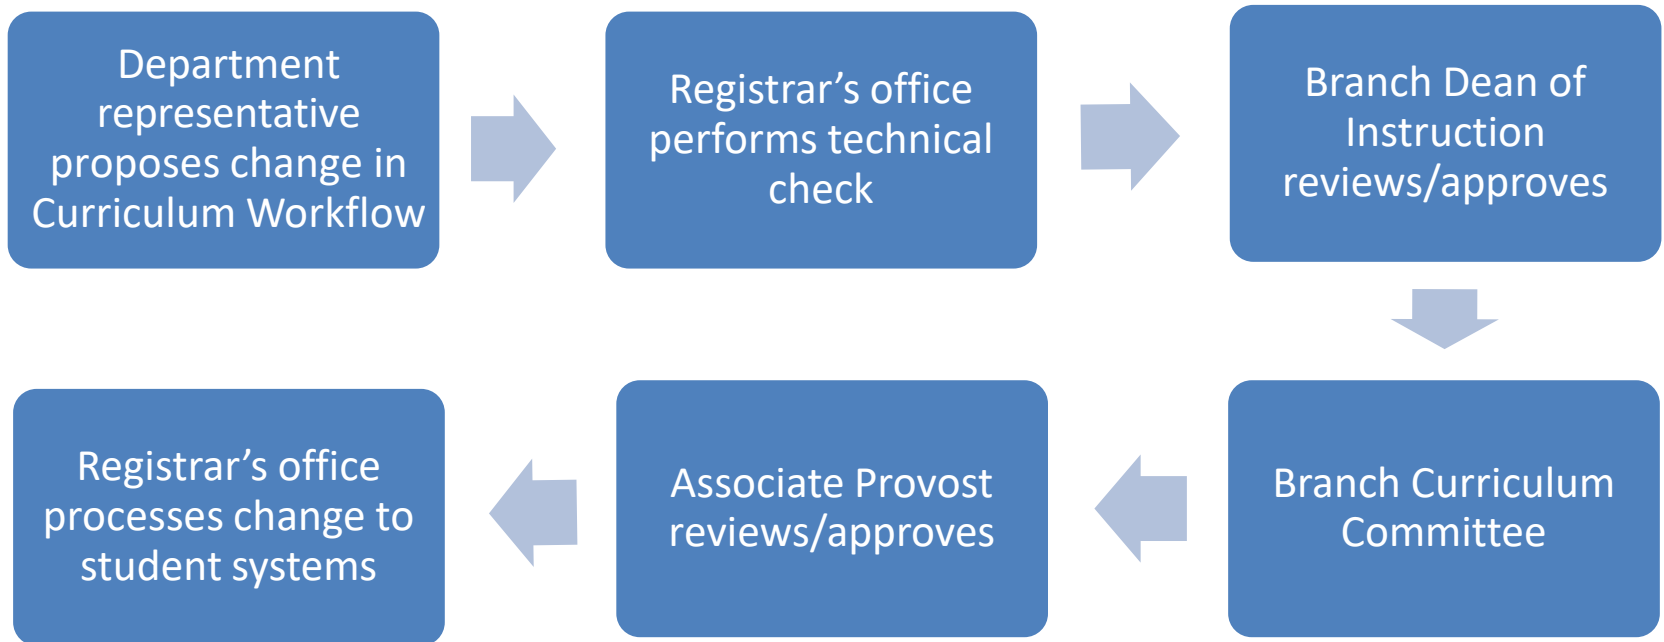 Department
representative
proposes change in
Curriculum Workflow
Registrar’s office
performs technical
check
Branch Dean of
Instruction
reviews/approves
Branch Curriculum
Committee
Associate Provost
reviews/approves
Registrar’s office
processes change to
student systems